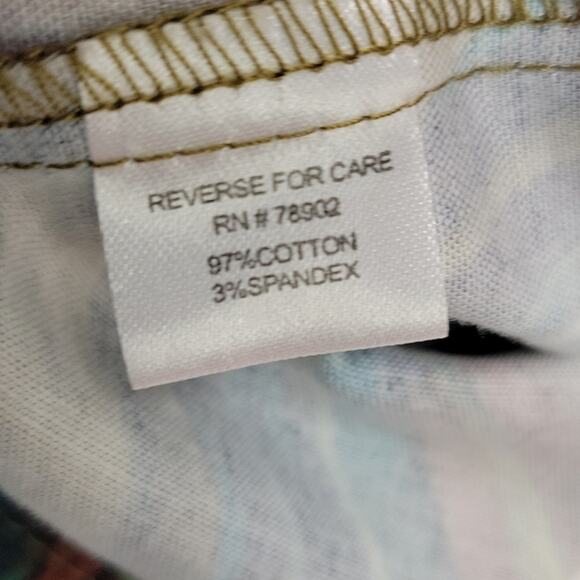 REVERSE FOR CARE
RN # 78902
97%COTTON
3%SPANDEX